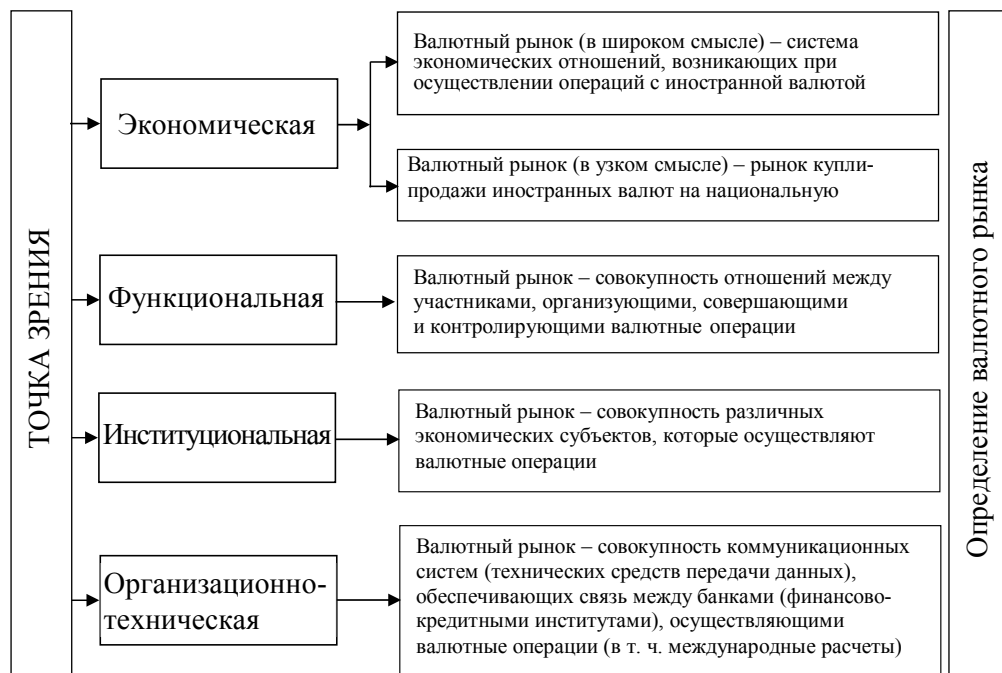 ТОЧКА ЗРЕНИЯ
Экономическая
Валютный рынок (в широком смысле) – система
экономических отношений, возникающих при
осуществлении операций с иностранной валютой
Валютный рынок (в узком смысле) – рынок купли-
продажи иностранных валют на национальную
Функциональная
Валютный рынок – совокупность отношений между
участниками, организующими, совершающими
и контролирующими валютные операции
Институциональная
Валютный рынок – совокупность различных
экономических субъектов, которые осуществляют
валютные операции
Организационно-
техническая
Валютный рынок – совокупность коммуникационных
систем (технических средств передачи данных),
обеспечивающих связь между банками (финансово-
кредитными институтами), осуществляющими
валютные операции (в т. ч. международные расчеты)
Определение валютного рынка